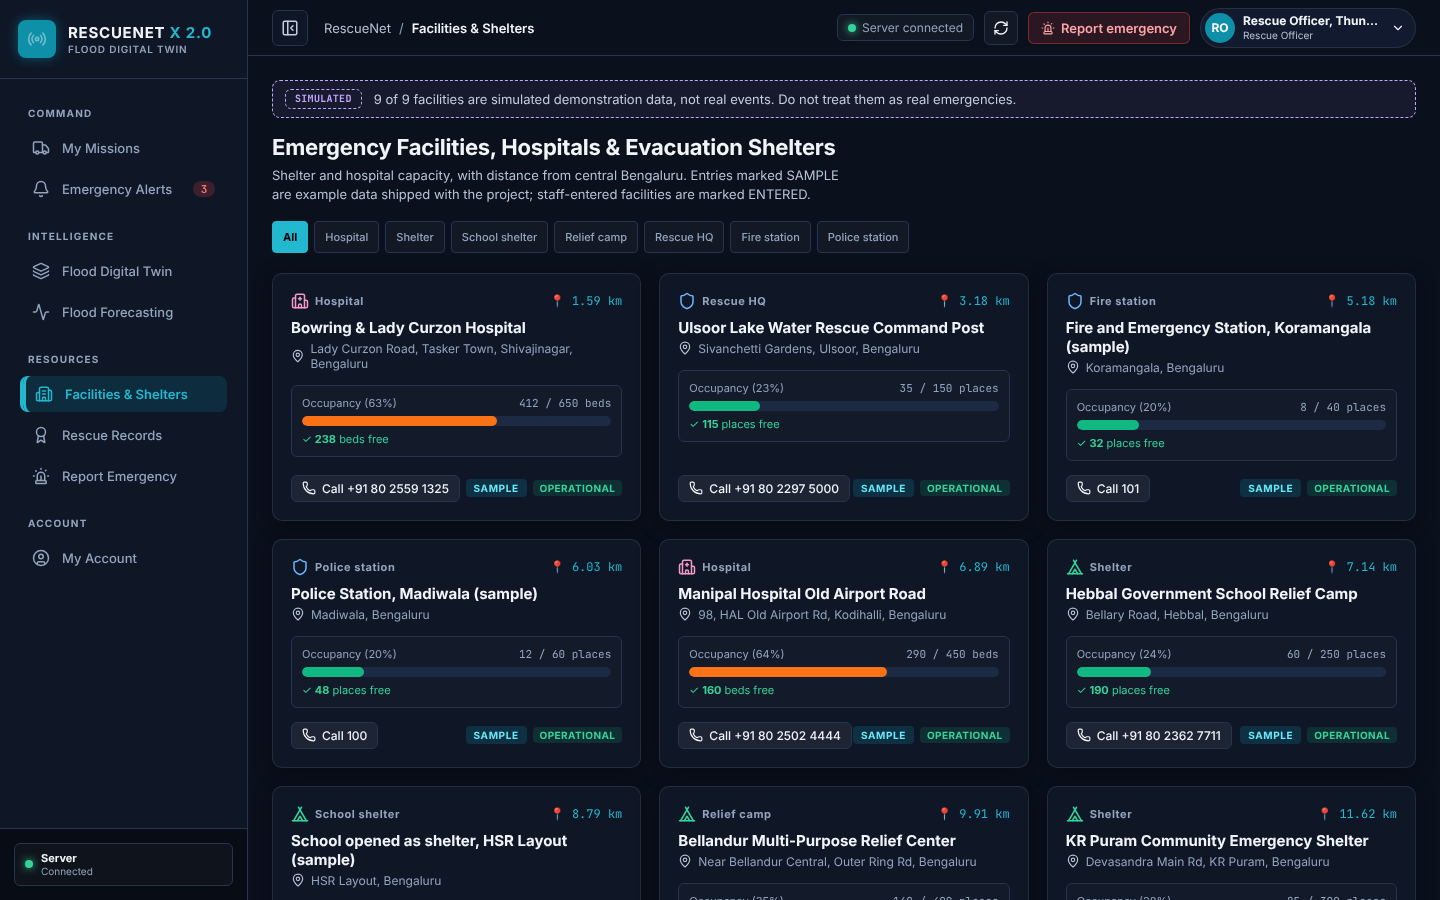 RESCUENET X 2.0
FLOOD DIGITAL TWIN
COMMAND
My Missions
Emergency Alerts 3
INTELLIGENCE
Flood Digital Twin
Flood Forecasting
RESOURCES
Facilities & Shelters
Rescue Records
Report Emergency
ACCOUNT
My Account
Server
Connected
RescueNet / Facilities & Shelters
Server connected
Report emergency
RO
Rescue Officer, Thun...
Rescue Officer
SIMULATED 9 of 9 facilities are simulated demonstration data, not real events. Do not treat them as real emergencies.
Emergency Facilities, Hospitals & Evacuation Shelters
Shelter and hospital capacity, with distance from central Bengaluru. Entries marked SAMPLE
are example data shipped with the project; staff-entered facilities are marked ENTERED.
All Hospital Shelter School shelter Relief camp Rescue HQ Fire station Police station
Hospital 1.59 km
Bowring & Lady Curzon Hospital
Lady Curzon Road, Tasker Town, Shivajinagar,
Bengaluru
Occupancy (63%) 412 / 650 beds
✓ 238 beds free
Call +91 80 2559 1325 SAMPLE OPERATIONAL
Rescue HQ 3.18 km
Ulsoor Lake Water Rescue Command Post
Sivanchetti Gardens, Ulsoor, Bengaluru
Occupancy (23%) 35 / 150 places
✓ 115 places free
Call +91 80 2297 5000 SAMPLE OPERATIONAL
Fire station 5.18 km
Fire and Emergency Station, Koramangala
(sample)
Koramangala, Bengaluru
Occupancy (20%) 8 / 40 places
✓ 32 places free
Call 101 SAMPLE OPERATIONAL
Police station 6.03 km
Police Station, Madiwala (sample)
Madiwala, Bengaluru
Occupancy (20%) 12 / 60 places
✓ 48 places free
Call 100 SAMPLE OPERATIONAL
Hospital 6.89 km
Manipal Hospital Old Airport Road
98, HAL Old Airport Rd, Kodihalli, Bengaluru
Occupancy (64%) 290 / 450 beds
✓ 160 beds free
Call +91 80 2502 4444 SAMPLE OPERATIONAL
Shelter 7.14 km
Hebbal Government School Relief Camp
Bellary Road, Hebbal, Bengaluru
Occupancy (24%) 60 / 250 places
✓ 190 places free
Call +91 80 2362 7711 SAMPLE OPERATIONAL
School shelter 8.79 km
School opened as shelter, HSR Layout
(sample)
HSR Layout, Bengaluru
Relief camp 9.91 km
Bellandur Multi-Purpose Relief Center
Near Bellandur Central, Outer Ring Rd, Bengaluru
Shelter 11.62 km
KR Puram Community Emergency Shelter
Devasandra Main Rd, KR Puram, Bengaluru